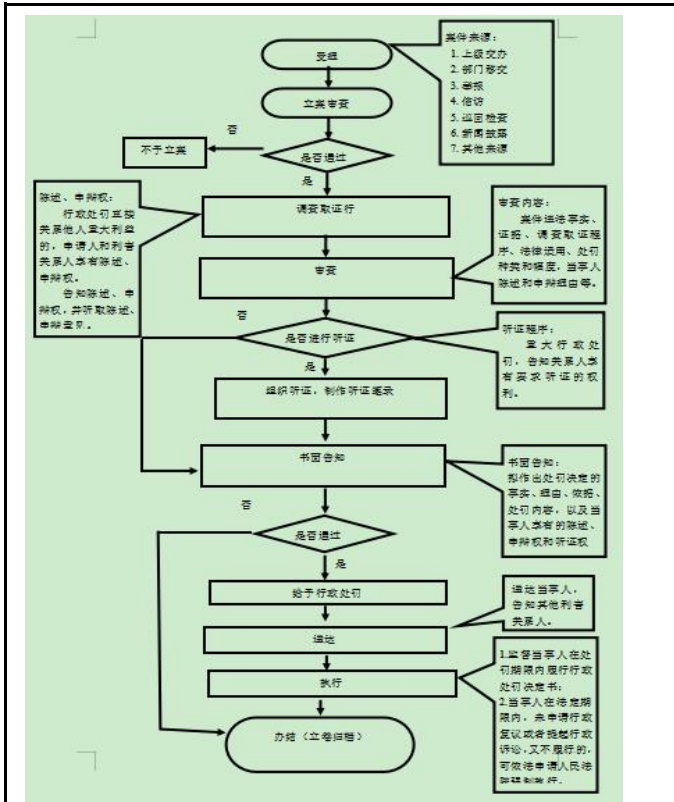 受理
案件来源：
1. 上级交办
2. 部门移交
3. 举报
4. 信访
5. 巡回检查
6. 新闻披露
7. 其他来源
立案审查
否
不予立案
是否通过
是
陈述、申辩权：
行政处罚直接
关系他人重大利益
的，申请人和利害
关系人享有陈述、
申辩权。
告知陈述、申
辩权，并听取陈述、
申辩意见。
调查取证行
审查
审查内容：
案件违法事实、
证据、调查取证程
序、法律适用、处罚
种类和幅度，当事人
陈述和申辩理由等。
否
是否进行听证
是
听证程序：
重大行政处
罚，告知关系人享
有要求听证的权
利。
组织听证，制作听证笔录
书面告知
书面告知：
拟作出处罚决定的
事实、理由、依据、
处罚内容，以及当
事人享有的陈述、
申辩权和听证权
否
是否通过
是
给予行政处罚
送达当事人，
告知其他利害
关系人。
送达
执行
1.监督当事人在处
罚期限内履行行政
处罚决定书；
2.当事人在法定期
限内，未申请行政
复议或者提起行政
诉讼，又不履行的，
可依法申请人民法
院强制执行。
办结（立卷归档）